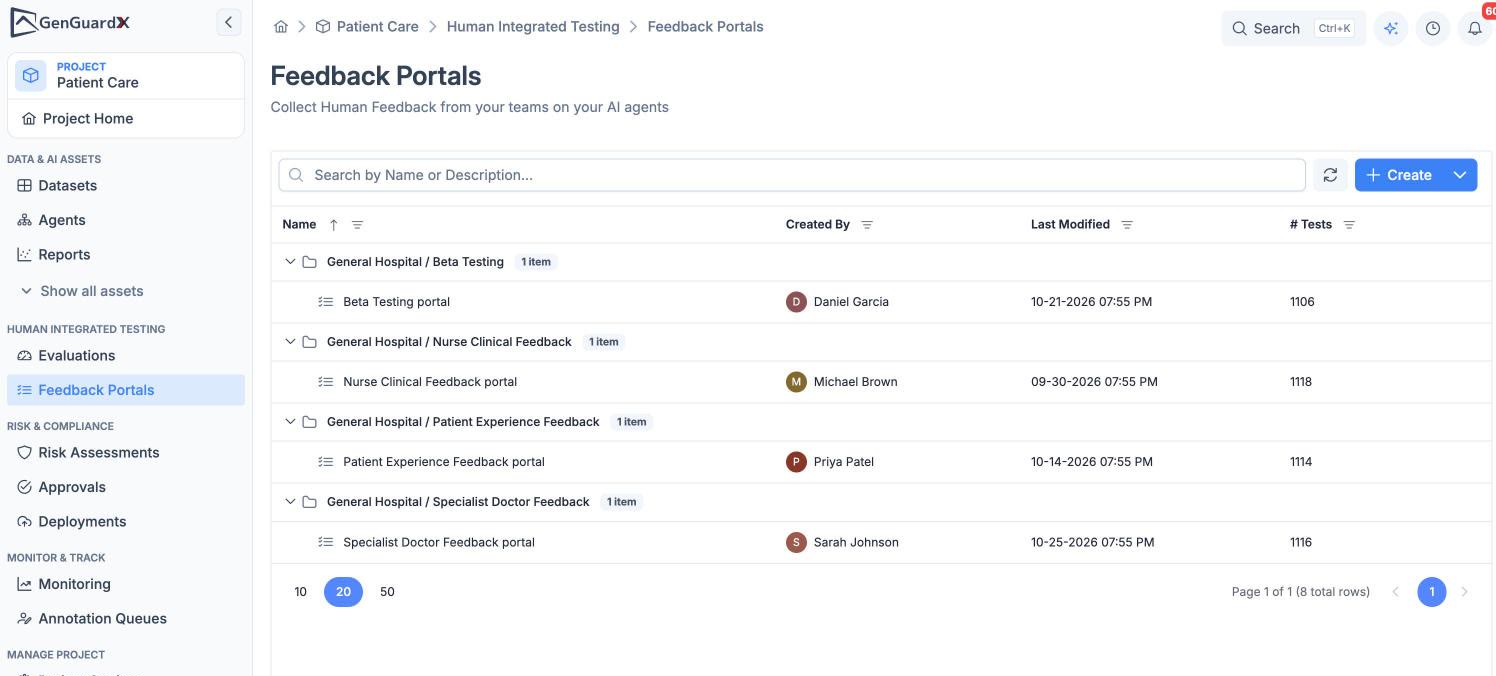 GenGuardX
PROJECT
Patient Care
Project Home
DATA & AI ASSETS
Datasets
Agents
Reports
Show all assets
HUMAN INTEGRATED TESTING
Evaluations
Feedback Portals
RISK & COMPLIANCE
Risk Assessments
Approvals
Deployments
MONITOR & TRACK
Monitoring
Annotation Queues
MANAGE PROJECT
Patient Care Human Integrated Testing Feedback Portals
Search Ctrl+K
60
Feedback Portals
Collect Human Feedback from your teams on your AI agents
Search by Name or Description...
Create
Name Created By Last Modified # Tests
General Hospital / Beta Testing 1 item
Beta Testing portal D Daniel Garcia 10-21-2026 07:55 PM 1106
General Hospital / Nurse Clinical Feedback 1 item
Nurse Clinical Feedback portal M Michael Brown 09-30-2026 07:55 PM 1118
General Hospital / Patient Experience Feedback 1 item
Patient Experience Feedback portal P Priya Patel 10-14-2026 07:55 PM 1114
General Hospital / Specialist Doctor Feedback 1 item
Specialist Doctor Feedback portal S Sarah Johnson 10-25-2026 07:55 PM 1116
10 20 50 Page 1 of 1 (8 total rows) 1